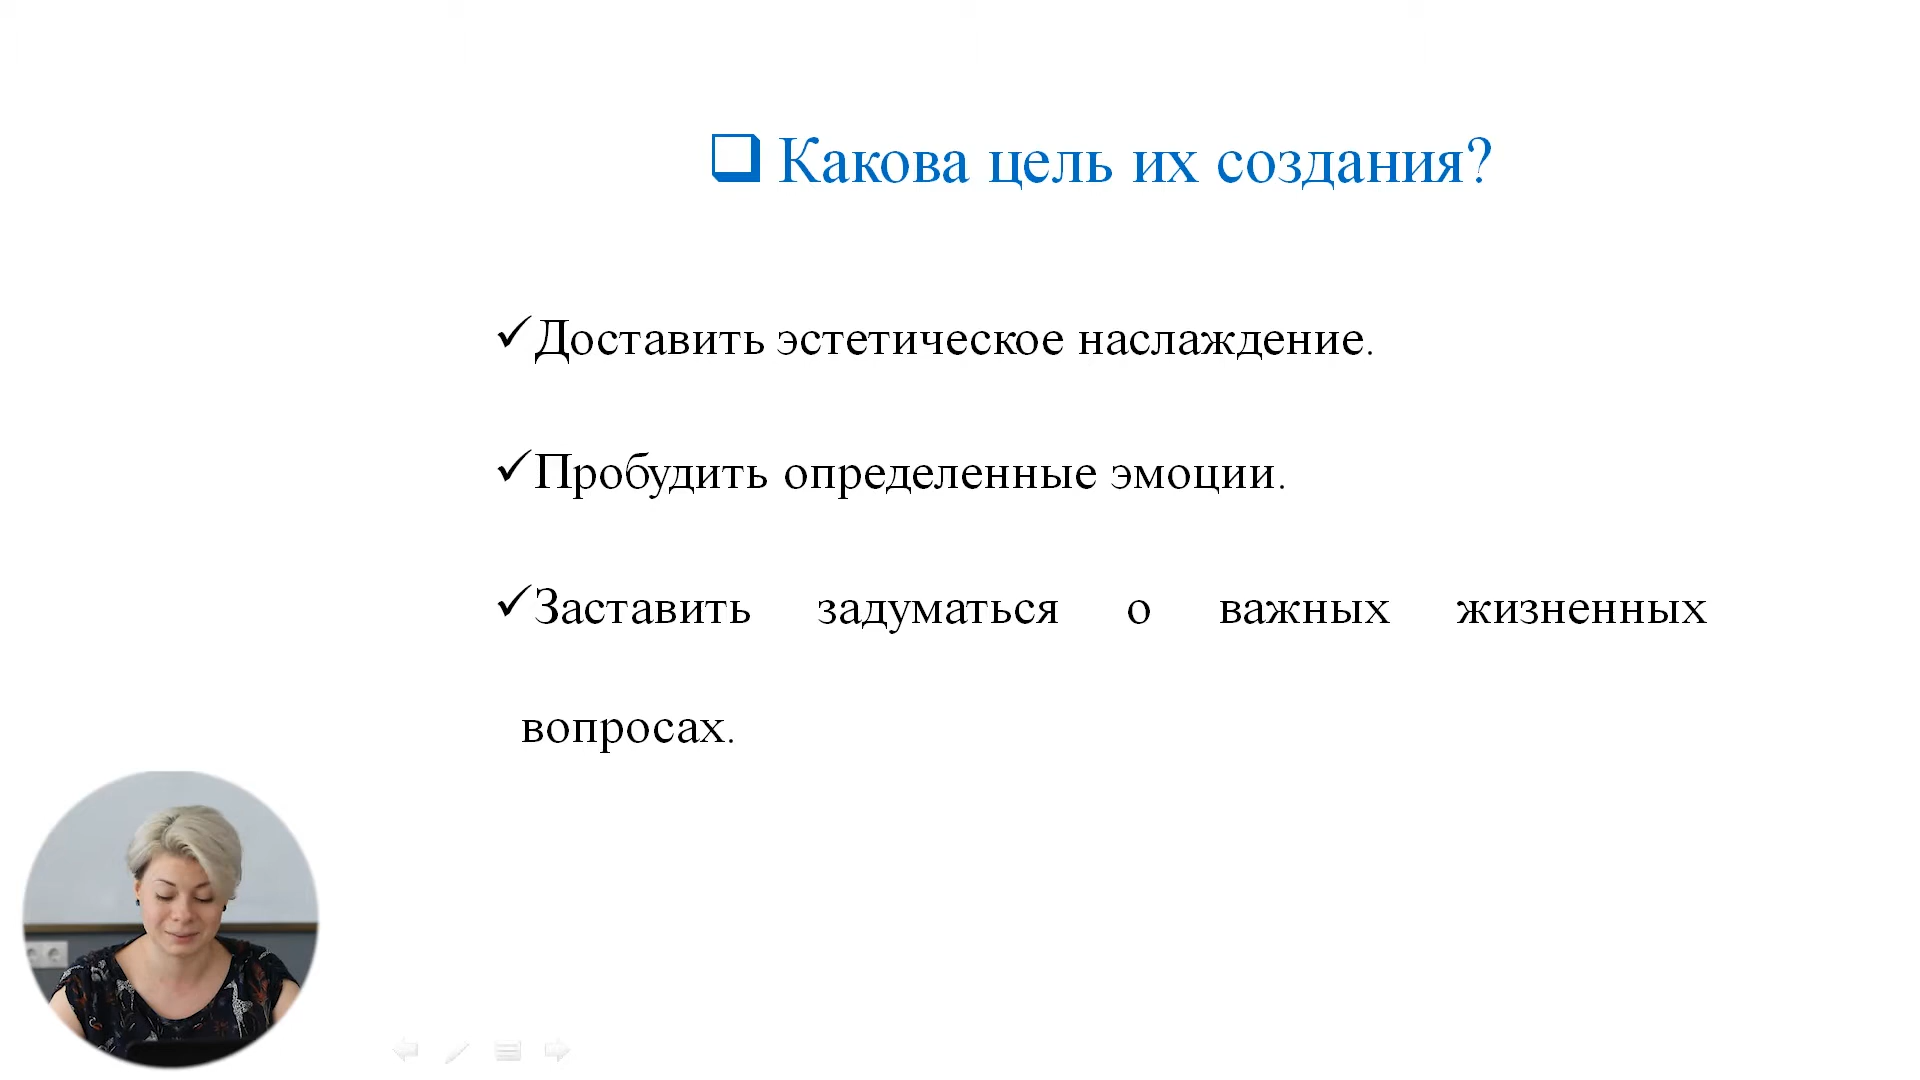 Какова цель их создания?
Доставить эстетическое наслаждение.
Пробудить определенные эмоции.
Заставить задуматься о важных жизненных
вопросах.